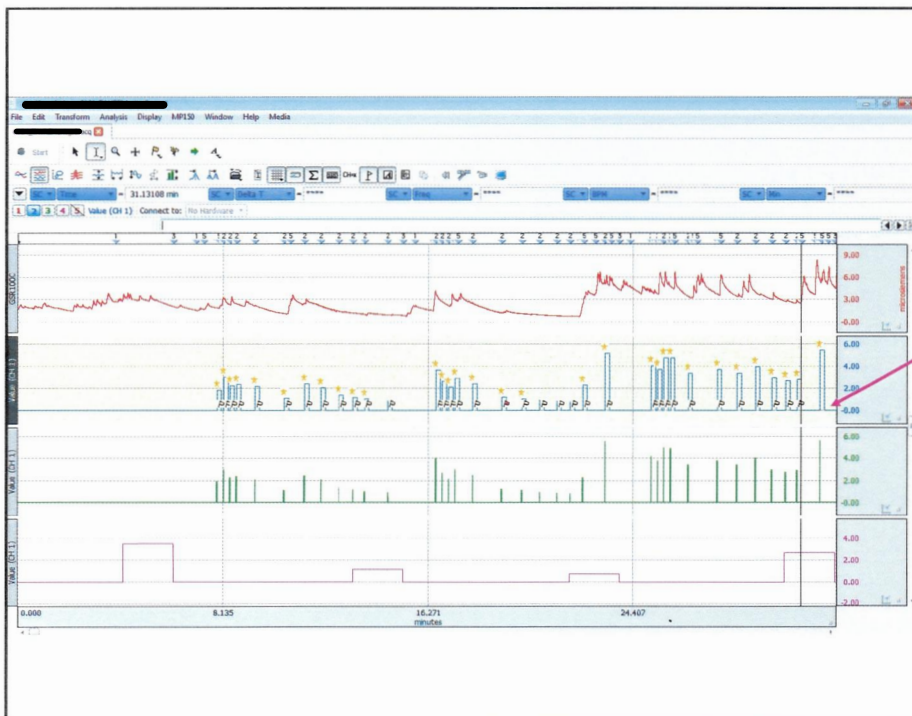 File Edit Transform Analysis Display MP150 Window Help Media
Start
SC Time = 31.13108 min SC Delta T = **** SC Freq = **** SC BPM = **** SC Min = ****
1 2 3 4 5 Value (CH 1) Connect to: No Hardware
GSR100C
9.00
6.00
3.00
-0.00
microsiemens
Value (CH 1)
6.00
4.00
2.00
-0.00
Value (CH 1)
6.00
4.00
2.00
-0.00
Value (CH 1)
4.00
2.00
0.00
-2.00
0.000 8.135 16.271 24.407
minutes